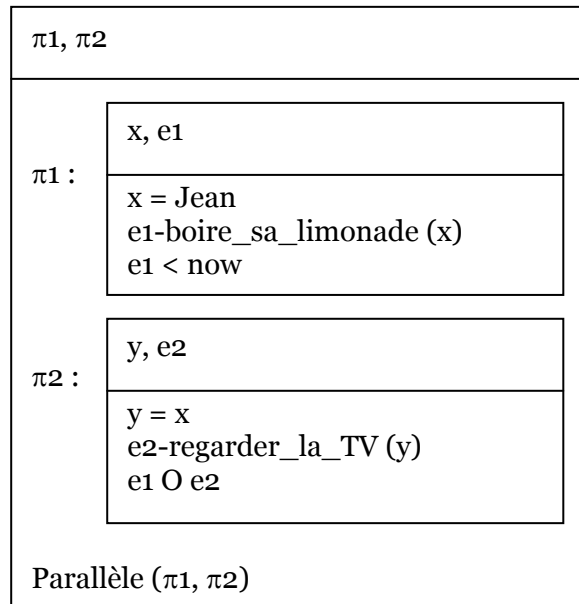 π1, π2
x, e1
π1 :
x = Jean
e1-boire_sa_limonade (x)
e1 < now
y, e2
π2 :
y = x
e2-regarder_la_TV (y)
e1 O e2
Parallèle (π1, π2)